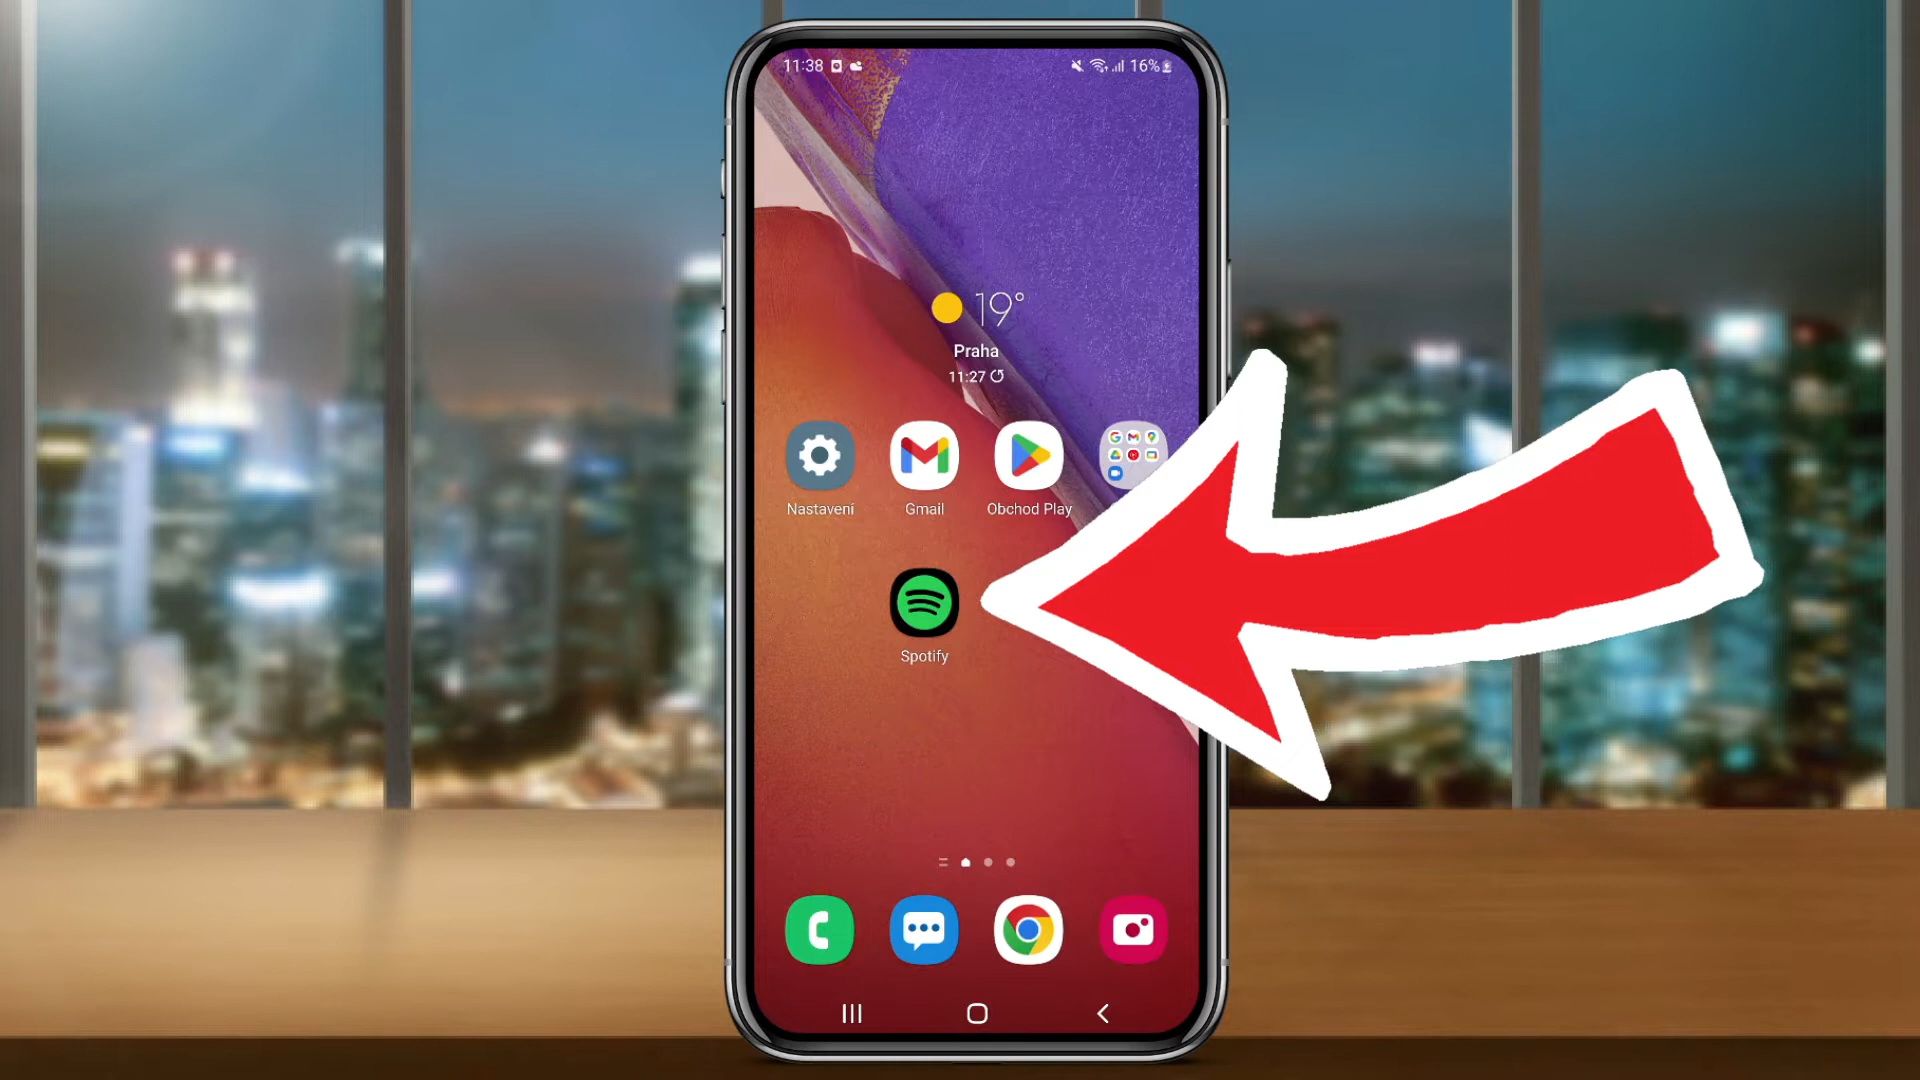 11:38
16%
19°
Praha
11:27
Nastavení
Gmail
Obchod Play
Spotify